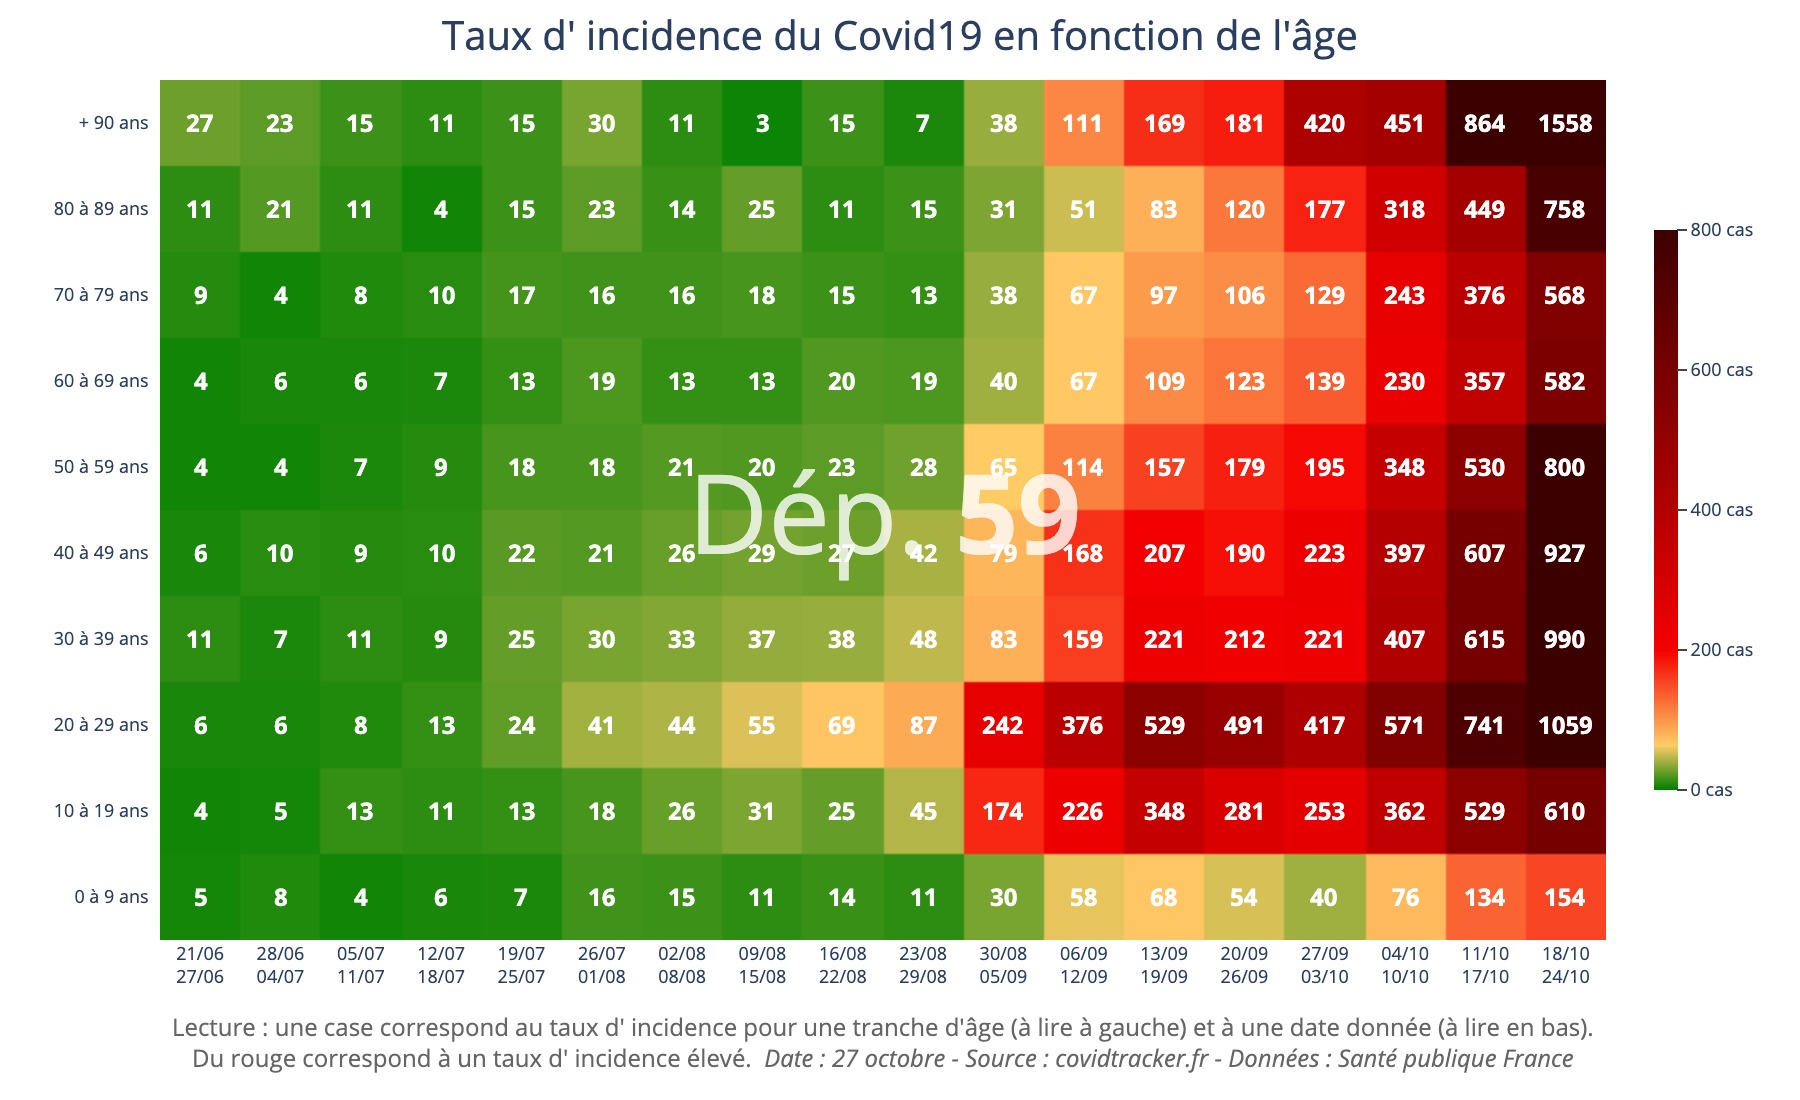 Taux d' incidence du Covid19 en fonction de l'âge
+ 90 ans 27 23 15 11 15 30 11 3 15 7 38 111 169 181 420 451 864 1558
80 à 89 ans 11 21 11 4 15 23 14 25 11 15 31 51 83 120 177 318 449 758
70 à 79 ans 9 4 8 10 17 16 16 18 15 13 38 67 97 106 129 243 376 568
60 à 69 ans 4 6 6 7 13 19 13 13 20 19 40 67 109 123 139 230 357 582
50 à 59 ans 4 4 7 9 18 18 21 20 23 28 65 114 157 179 195 348 530 800
Dép. 59
40 à 49 ans 6 10 9 10 22 21 26 29 27 42 79 168 207 190 223 397 607 927
30 à 39 ans 11 7 11 9 25 30 33 37 38 48 83 159 221 212 221 407 615 990
20 à 29 ans 6 6 8 13 24 41 44 55 69 87 242 376 529 491 417 571 741 1059
10 à 19 ans 4 5 13 11 13 18 26 31 25 45 174 226 348 281 253 362 529 610
0 à 9 ans 5 8 4 6 7 16 15 11 14 11 30 58 68 54 40 76 134 154
21/06 28/06 05/07 12/07 19/07 26/07 02/08 09/08 16/08 23/08 30/08 06/09 13/09 20/09 27/09 04/10 11/10 18/10
27/06 04/07 11/07 18/07 25/07 01/08 08/08 15/08 22/08 29/08 05/09 12/09 19/09 26/09 03/10 10/10 17/10 24/10
800 cas
600 cas
400 cas
200 cas
0 cas
Lecture : une case correspond au taux d' incidence pour une tranche d'âge (à lire à gauche) et à une date donnée (à lire en bas).
Du rouge correspond à un taux d' incidence élevé. Date : 27 octobre - Source : covidtracker.fr - Données : Santé publique France